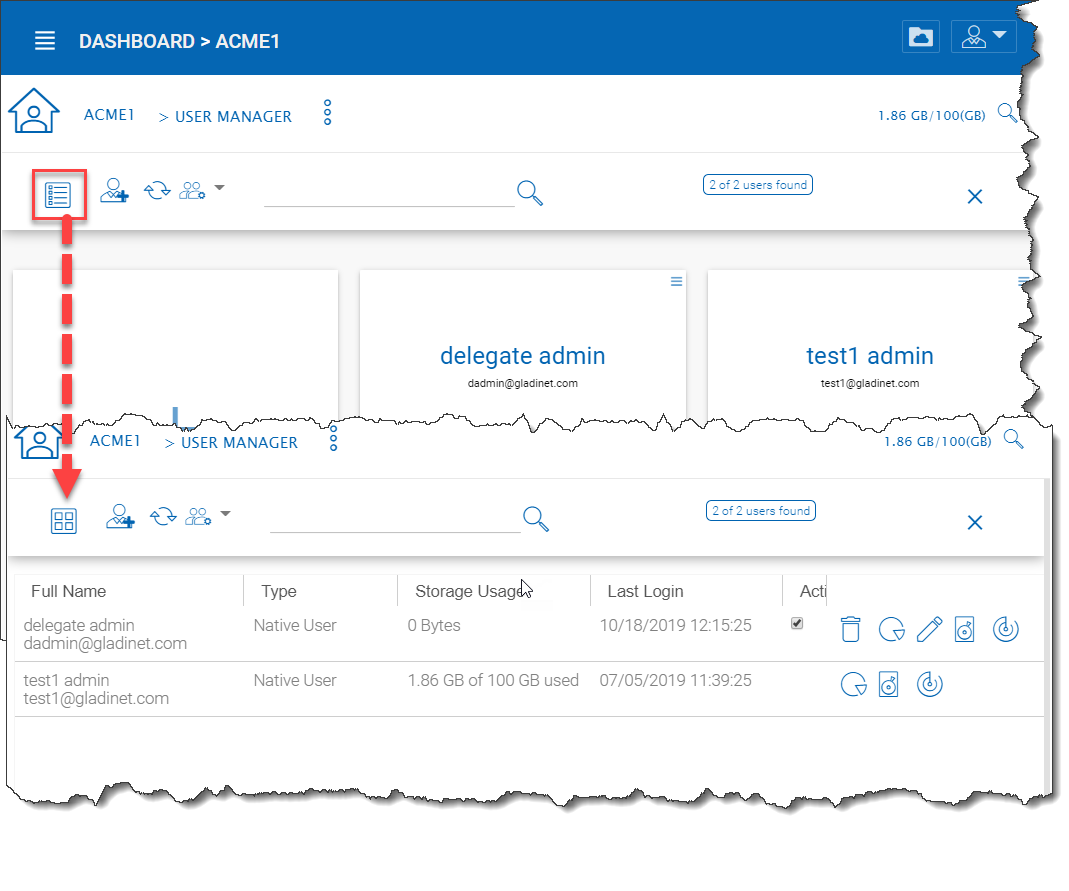 DASHBOARD > ACME1
ACME1 > USER MANAGER
1.86 GB/100(GB)
2 of 2 users found
delegate admin
dadmin@gladinet.com
test1 admin
test1@gladinet.com
ACME1 > USER MANAGER
1.86 GB/100(GB)
2 of 2 users found
Full Name Type Storage Usage Last Login Acti
delegate admin Native User 0 Bytes 10/18/2019 12:15:25
dadmin@gladinet.com
test1 admin Native User 1.86 GB of 100 GB used 07/05/2019 11:39:25
test1@gladinet.com